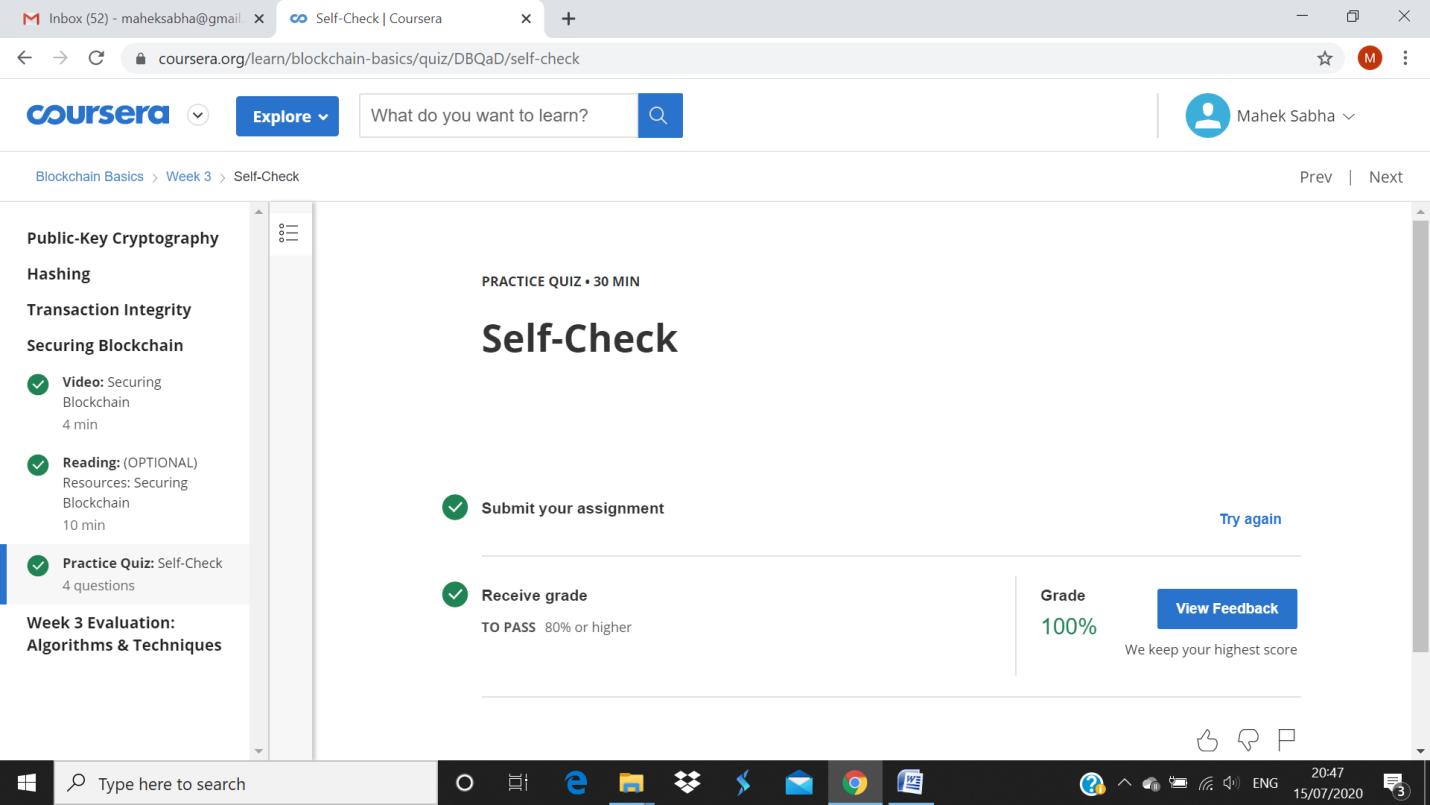 Inbox (52) - maheksabha@gmail.
Self-Check | Coursera
coursera.org/learn/blockchain-basics/quiz/DBQaD/self-check
M
coursera
Explore
What do you want to learn?
Mahek Sabha
Blockchain Basics > Week 3 > Self-Check
Prev | Next
Public-Key Cryptography
Hashing
Transaction Integrity
Securing Blockchain
Video: Securing
Blockchain
4 min
Reading: (OPTIONAL)
Resources: Securing
Blockchain
10 min
Practice Quiz: Self-Check
4 questions
Week 3 Evaluation:
Algorithms & Techniques
PRACTICE QUIZ • 30 MIN
Self-Check
Submit your assignment
Try again
Receive grade
TO PASS 80% or higher
Grade
100%
View Feedback
We keep your highest score
Type here to search
ENG
20:47
15/07/2020
3